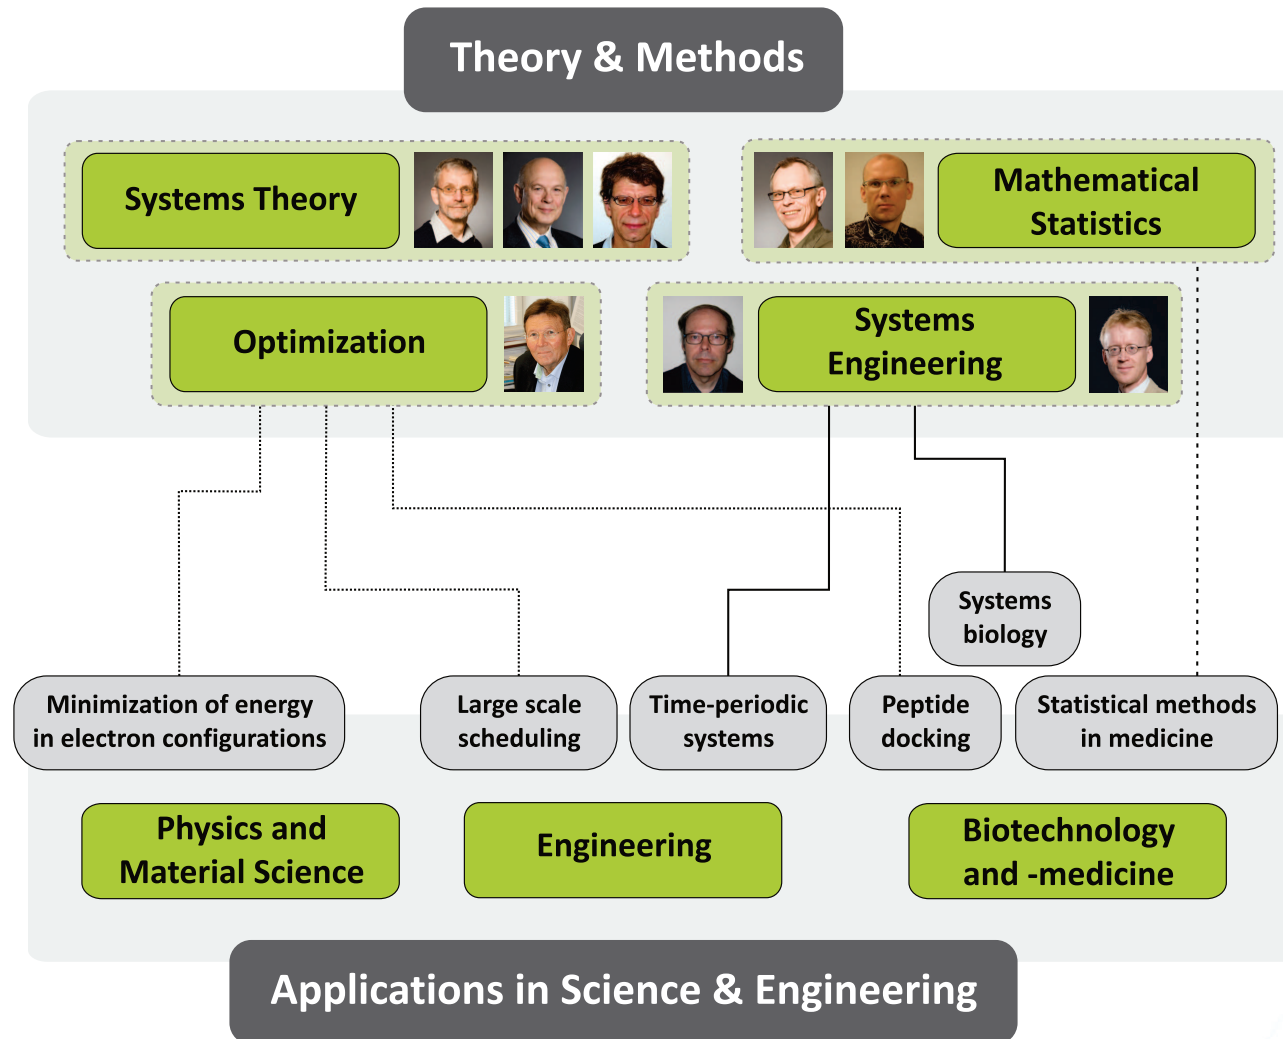 Theory & Methods
Systems Theory
Mathematical
Statistics
Optimization
Systems
Engineering
Systems
biology
Minimization of energy
in electron configurations
Large scale
scheduling
Time-periodic
systems
Peptide
docking
Statistical methods
in medicine
Physics and
Material Science
Engineering
Biotechnology
and -medicine
Applications in Science & Engineering